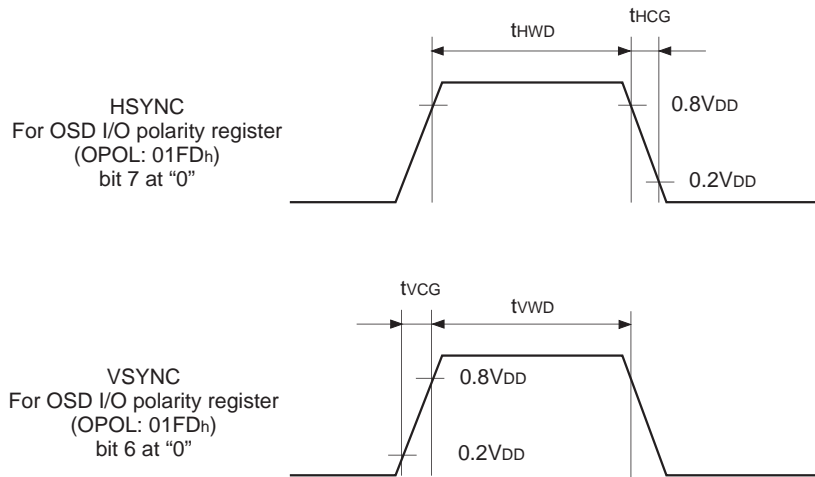 tHWD
tHCG
HSYNC
For OSD I/O polarity register
(OPOL: 01FDh)
bit 7 at “0”
0.8VDD
0.2VDD
tVCG
tVWD
VSYNC
For OSD I/O polarity register
(OPOL: 01FDh)
bit 6 at “0”
0.8VDD
0.2VDD